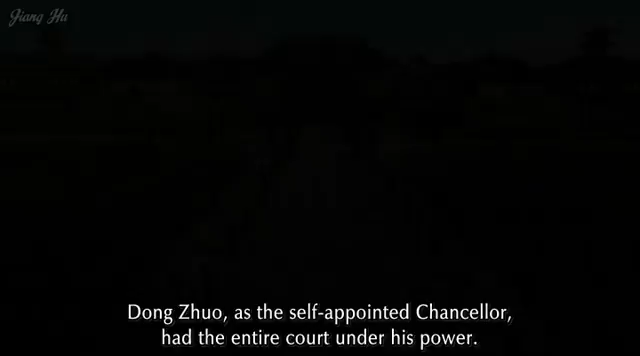 Jiang Hu
Dong Zhuo, as the self-appointed Chancellor,
had the entire court under his power.